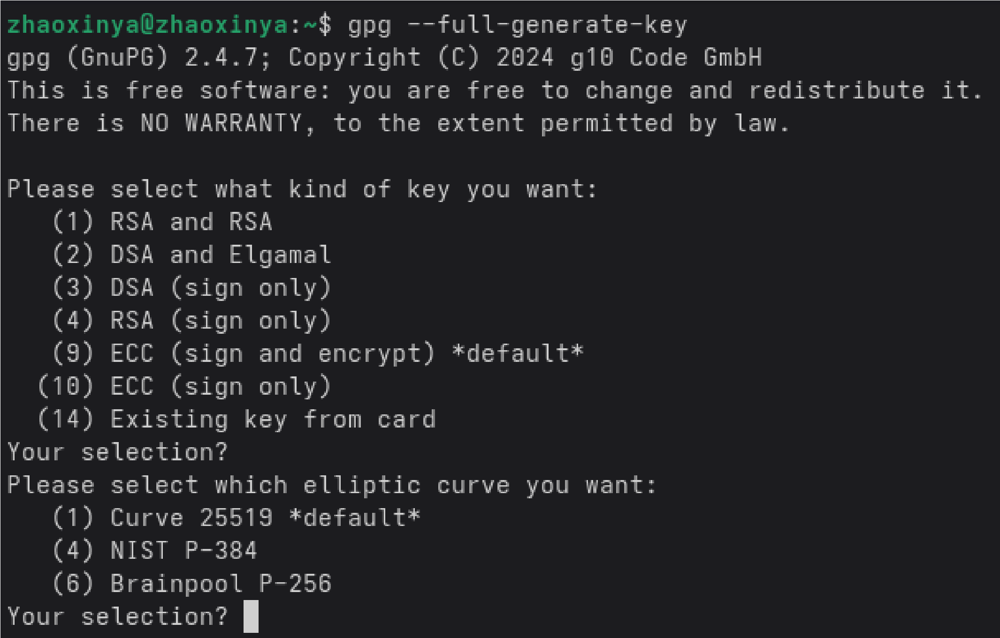 zhaoxinya@zhaoxinya:~$ gpg --full-generate-key
gpg (GnuPG) 2.4.7; Copyright (C) 2024 g10 Code GmbH
This is free software: you are free to change and redistribute it.
There is NO WARRANTY, to the extent permitted by law.

Please select what kind of key you want:
   (1) RSA and RSA
   (2) DSA and Elgamal
   (3) DSA (sign only)
   (4) RSA (sign only)
   (9) ECC (sign and encrypt) *default*
  (10) ECC (sign only)
  (14) Existing key from card
Your selection?
Please select which elliptic curve you want:
   (1) Curve 25519 *default*
   (4) NIST P-384
   (6) Brainpool P-256
Your selection?